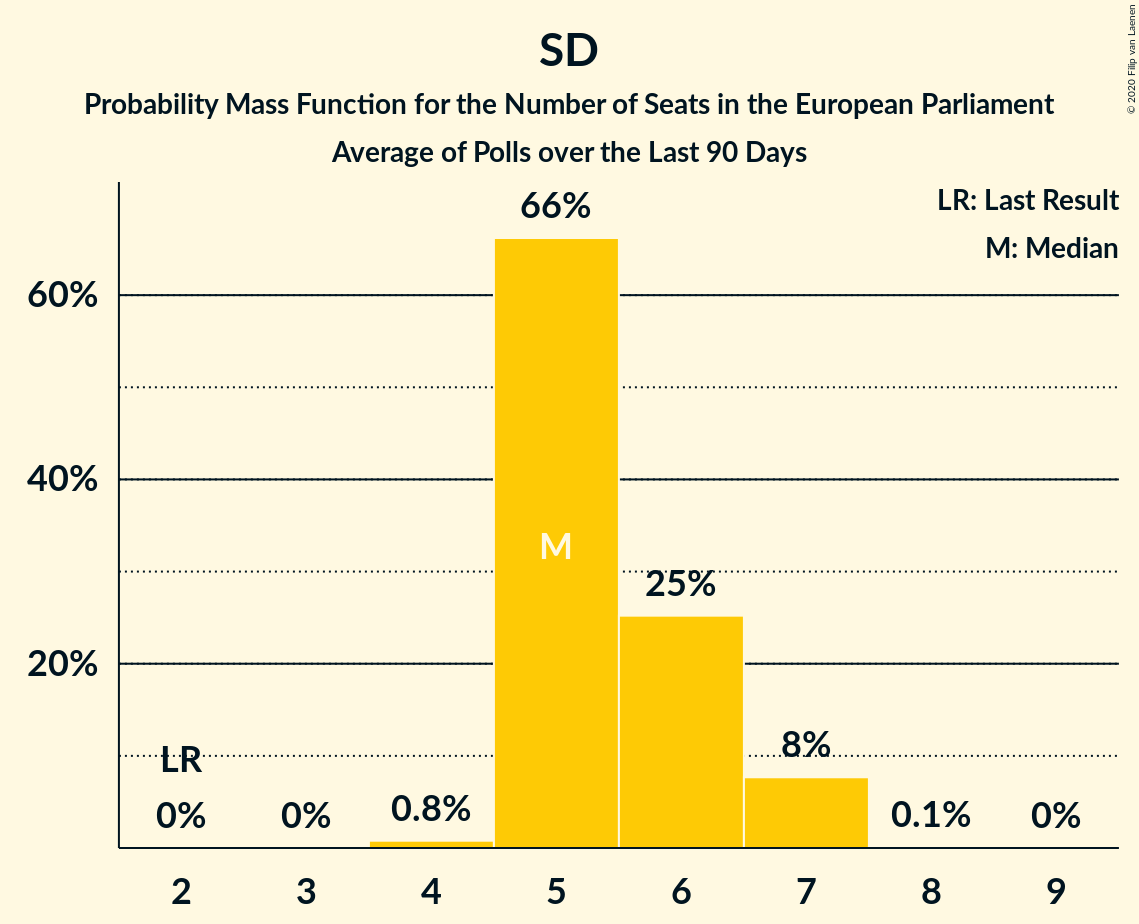 SD
Probability Mass Function for the Number of Seats in the European Parliament
Average of Polls over the Last 90 Days
© 2020 Filip van Laenen
LR: Last Result
M: Median
66%
60%
40%
M
25%
20%
LR
8%
0%
0%
0.8%
0.1%
0%
2 3 4 5 6 7 8 9